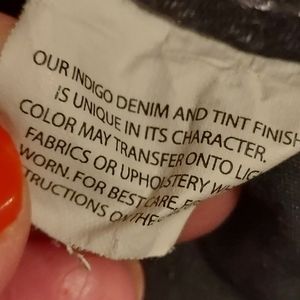 OUR INDIGO DENIM AND TINT FINISH
IS UNIQUE IN ITS CHARACTER.
COLOR MAY TRANSFER ONTO
FABRICS OR UPHOLSTERY
WORN. FOR BEST CARE,